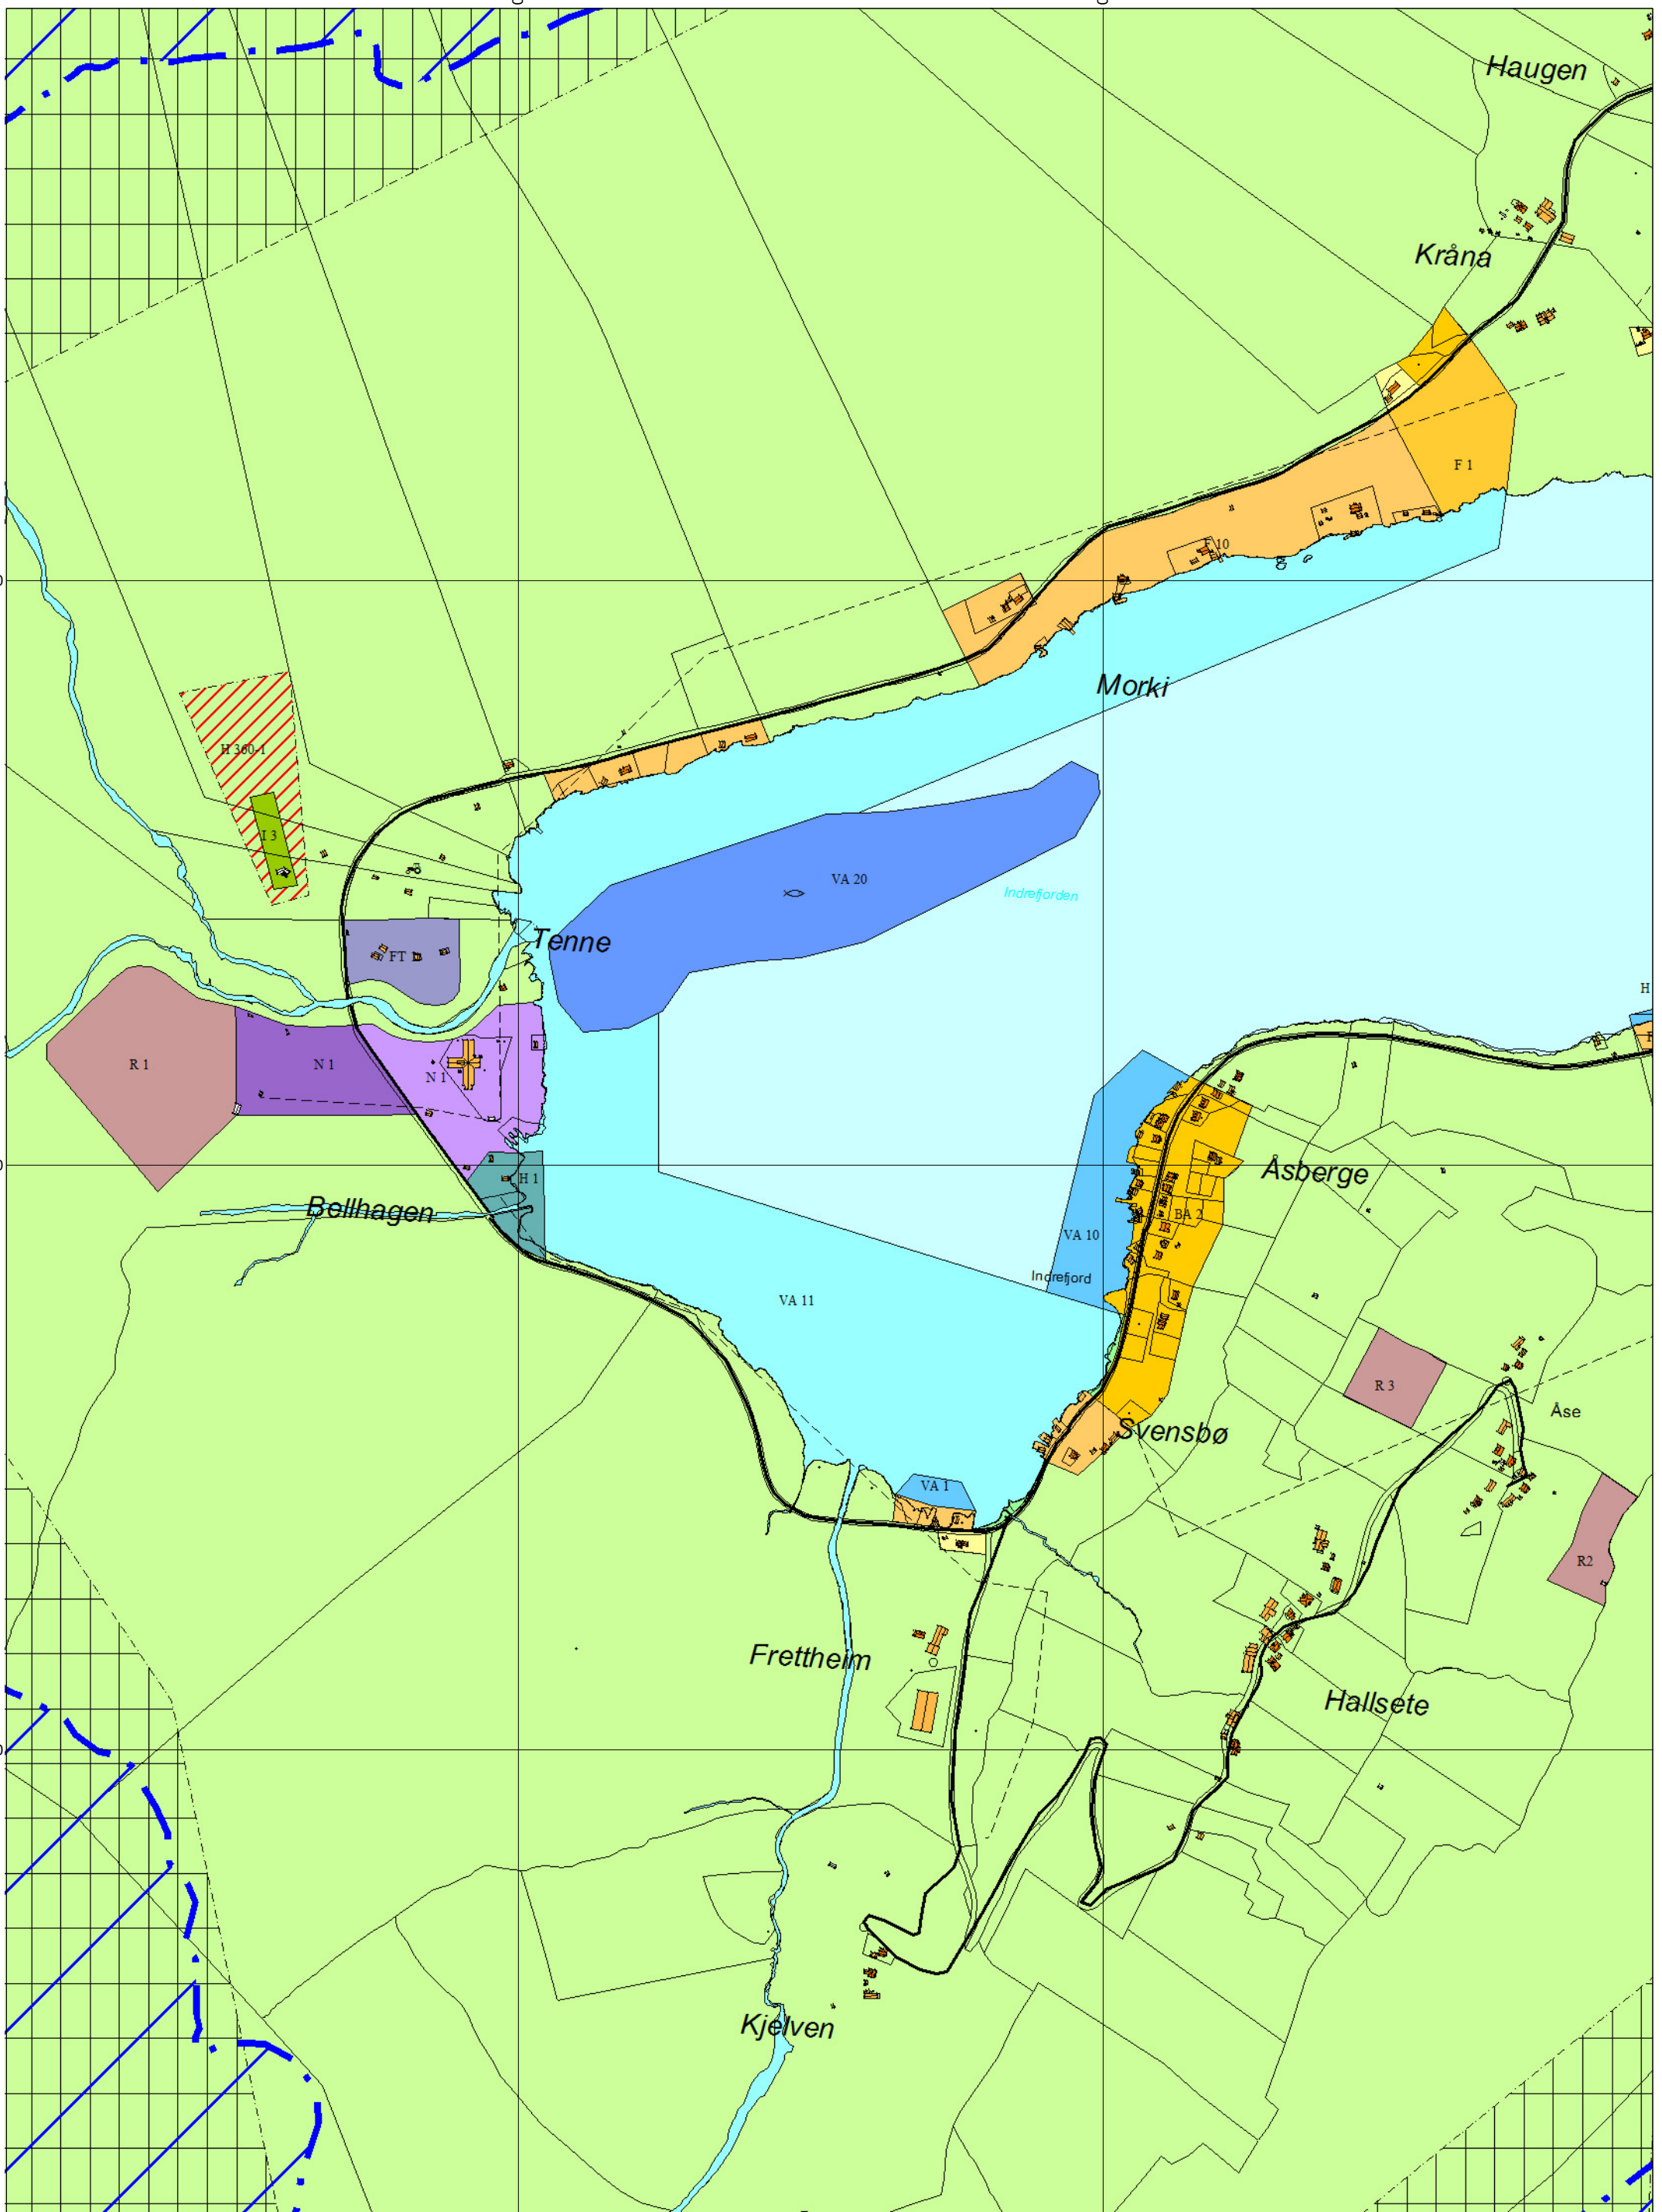 Haugen
Kråna
F 1
F 10
Morki
H 360-1
I 3
VA 20
Indrefjorden
Tenne
FT
H
R 1
N 1
N 1
H 1
Bellhagen
Åsberge
BA 2
VA 10
Indrefjord
VA 11
R 3
Åse
Svensbø
VA 1
R2
Frettheim
Hallsete
Kjelven